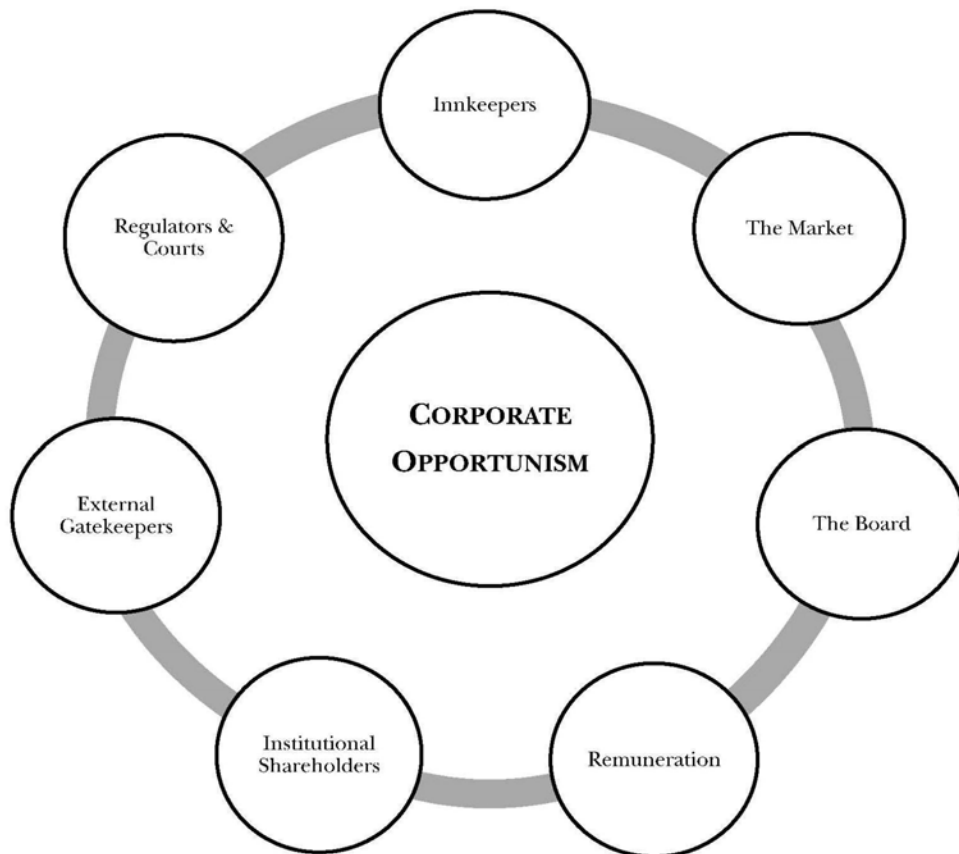 Innkeepers
Regulators &
Courts
The Market
CORPORATE
OPPORTUNISM
External
Gatekeepers
The Board
Institutional
Shareholders
Remuneration